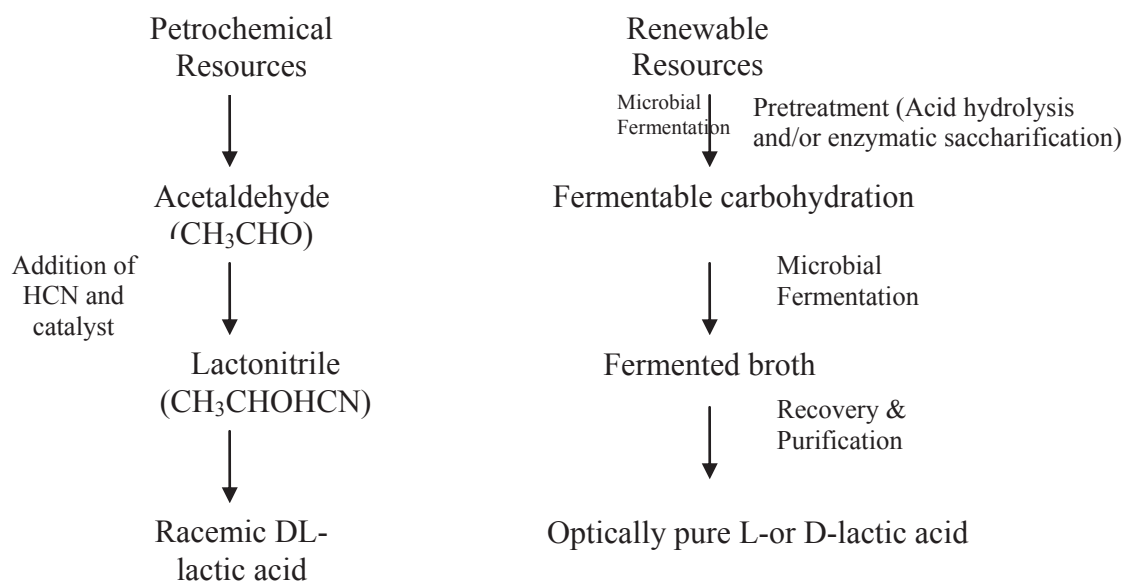 Petrochemical
Resources
Acetaldehyde
(CH₃CHO)
Addition of
HCN and
catalyst
Lactonitrile
(CH₃CHOHCN)
Racemic DL-
lactic acid
Renewable
Resources
Microbial
Fermentation
Pretreatment (Acid hydrolysis
and/or enzymatic saccharification)
Fermentable carbohydration
Microbial
Fermentation
Fermented broth
Recovery &
Purification
Optically pure L-or D-lactic acid